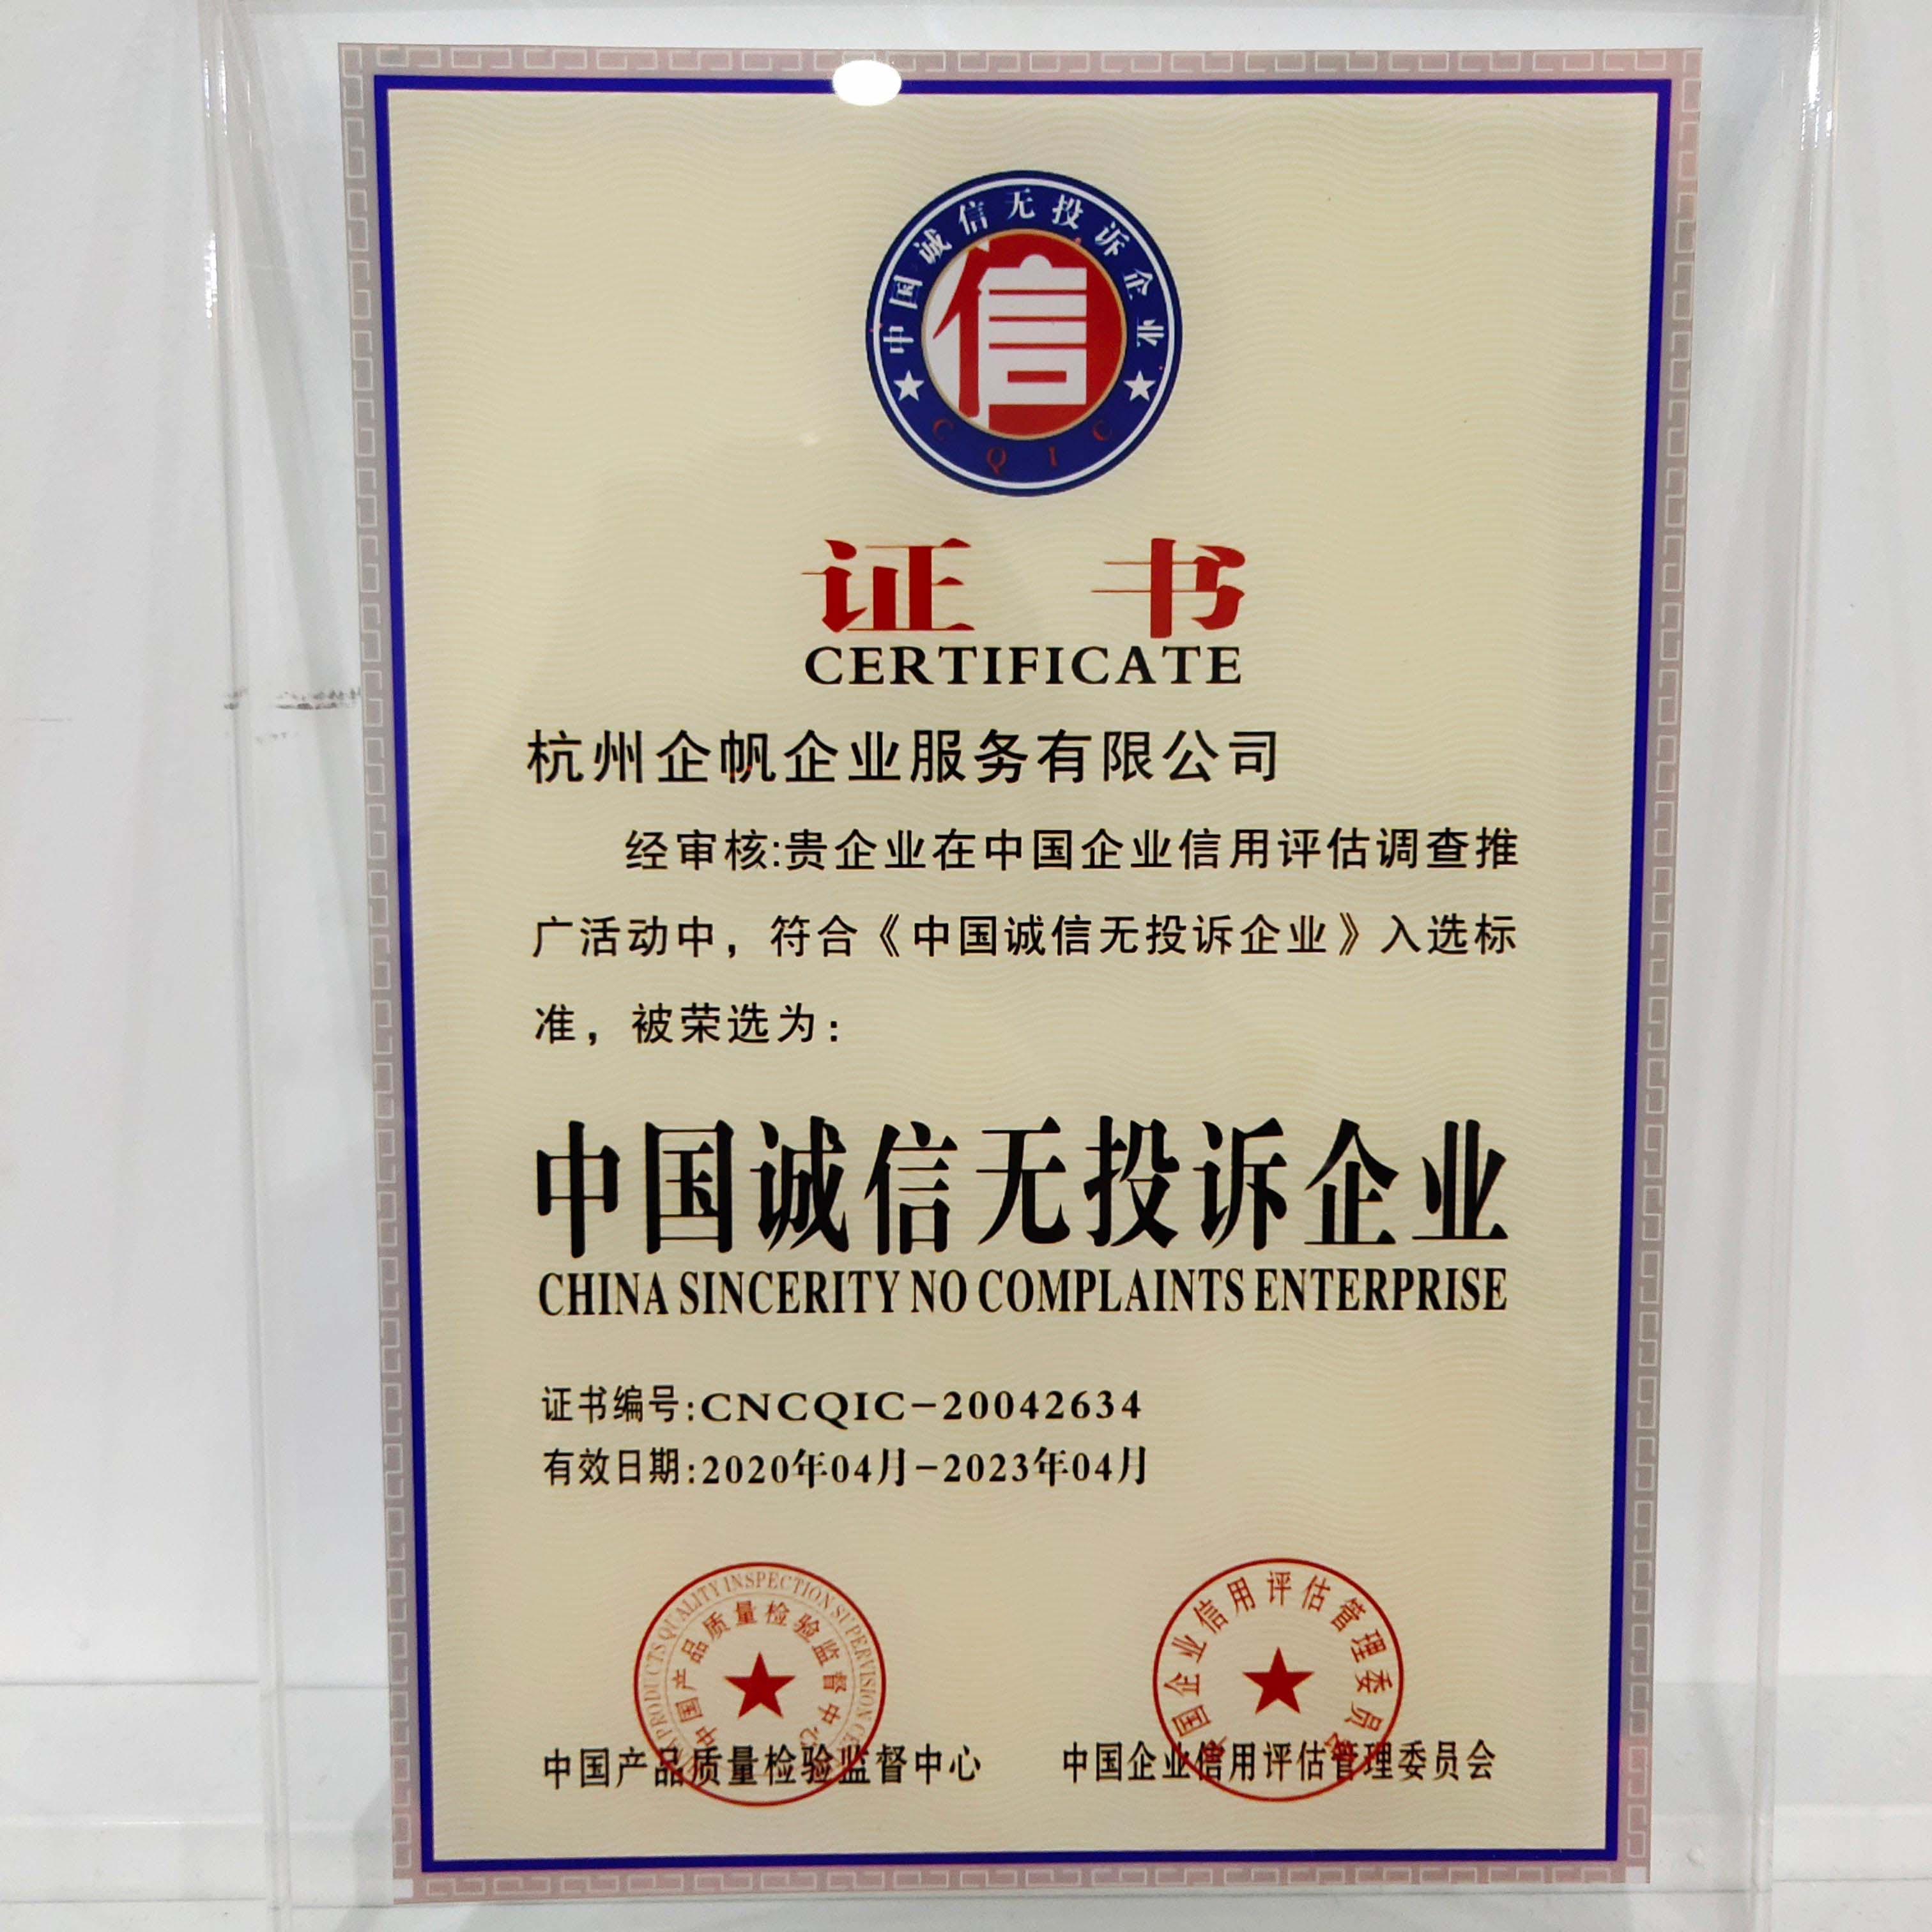 中国诚信无投诉企业
信
CQIC
证书
CERTIFICATE
杭州企帆企业服务有限公司
经审核:贵企业在中国企业信用评估调查推
广活动中，符合《中国诚信无投诉企业》入选标
准，被荣选为：
中国诚信无投诉企业
CHINA SINCERITY NO COMPLAINTS ENTERPRISE
证书编号:CNCQIC-20042634
有效日期:2020年04月-2023年04月
PRODUCTS QUALITY INSPECTION SUPERVISION
中国产品质量检验监督中心
中国企业信用评估管理委员会
中国产品质量检验监督中心
中国企业信用评估管理委员会